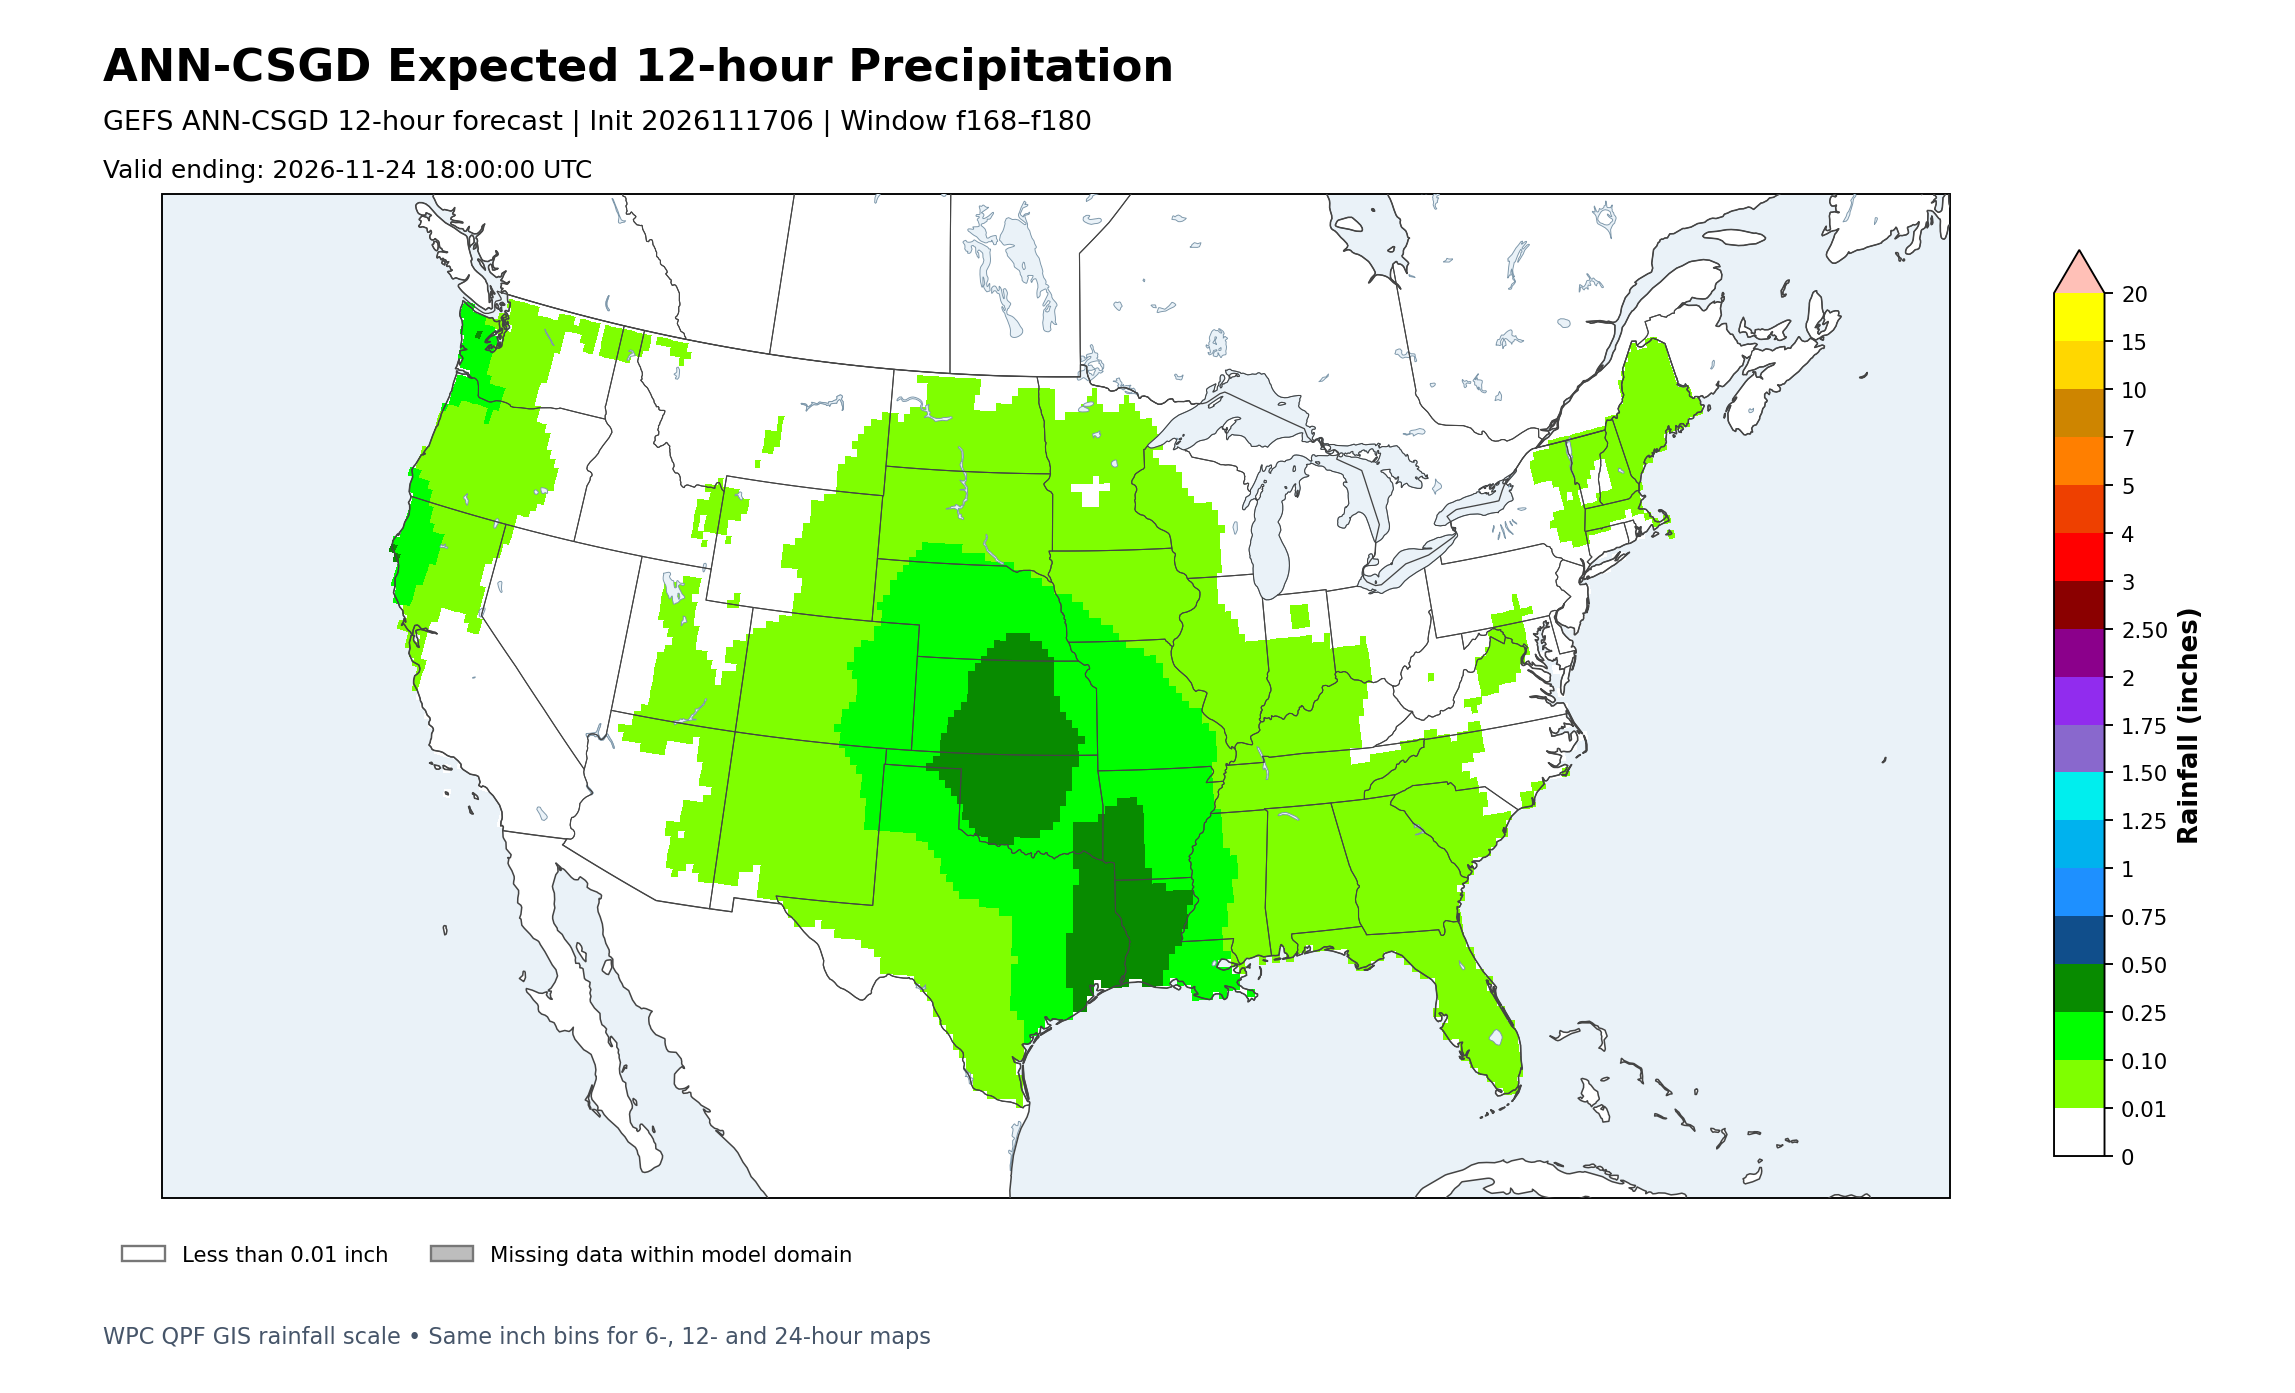 ANN-CSGD Expected 12-hour Precipitation
GEFS ANN-CSGD 12-hour forecast | Init 2026111706 | Window f168–f180
Valid ending: 2026-11-24 18:00:00 UTC
20
15
10
7
5
4
3
2.50
2
1.75
1.50
1.25
1
0.75
0.50
0.25
0.10
0.01
0
Rainfall (inches)
Less than 0.01 inch
Missing data within model domain
WPC QPF GIS rainfall scale • Same inch bins for 6-, 12- and 24-hour maps